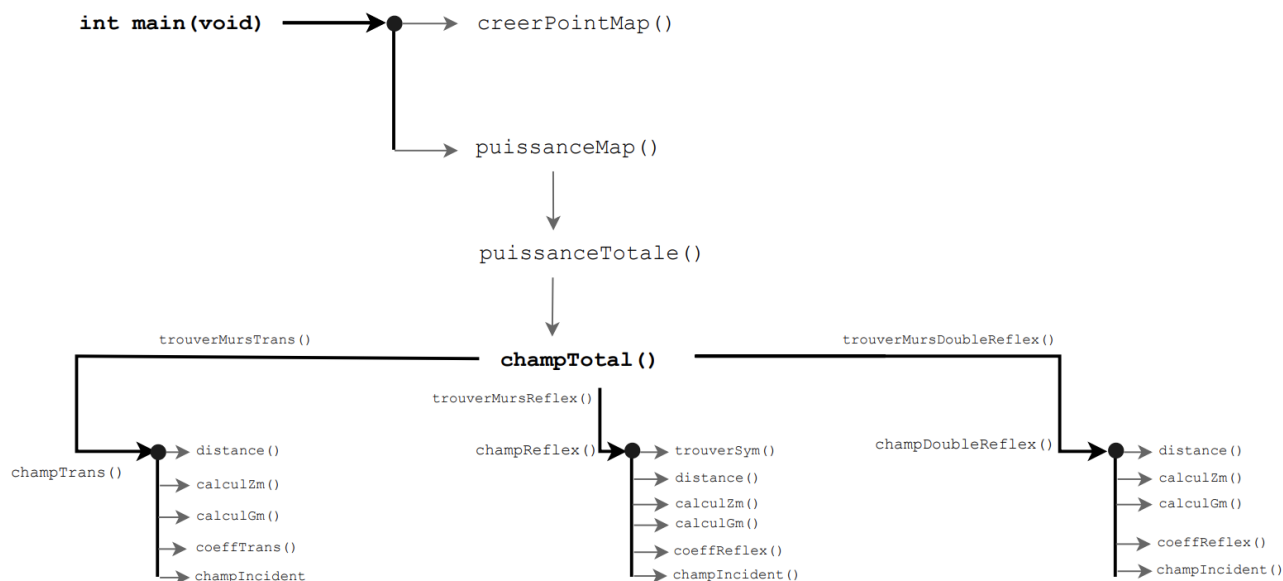 int main(void)
creerPointMap()
puissanceMap()
puissanceTotale()
champTotal()
trouverMursTrans()
champTrans()
distance()
calculZm()
calculGm()
coeffTrans()
champIncident
trouverMursReflex()
champReflex()
trouverSym()
distance()
calculZm()
calculGm()
coeffReflex()
champIncident()
trouverMursDoubleReflex()
champDoubleReflex()
distance()
calculZm()
calculGm()
coeffReflex()
champIncident()